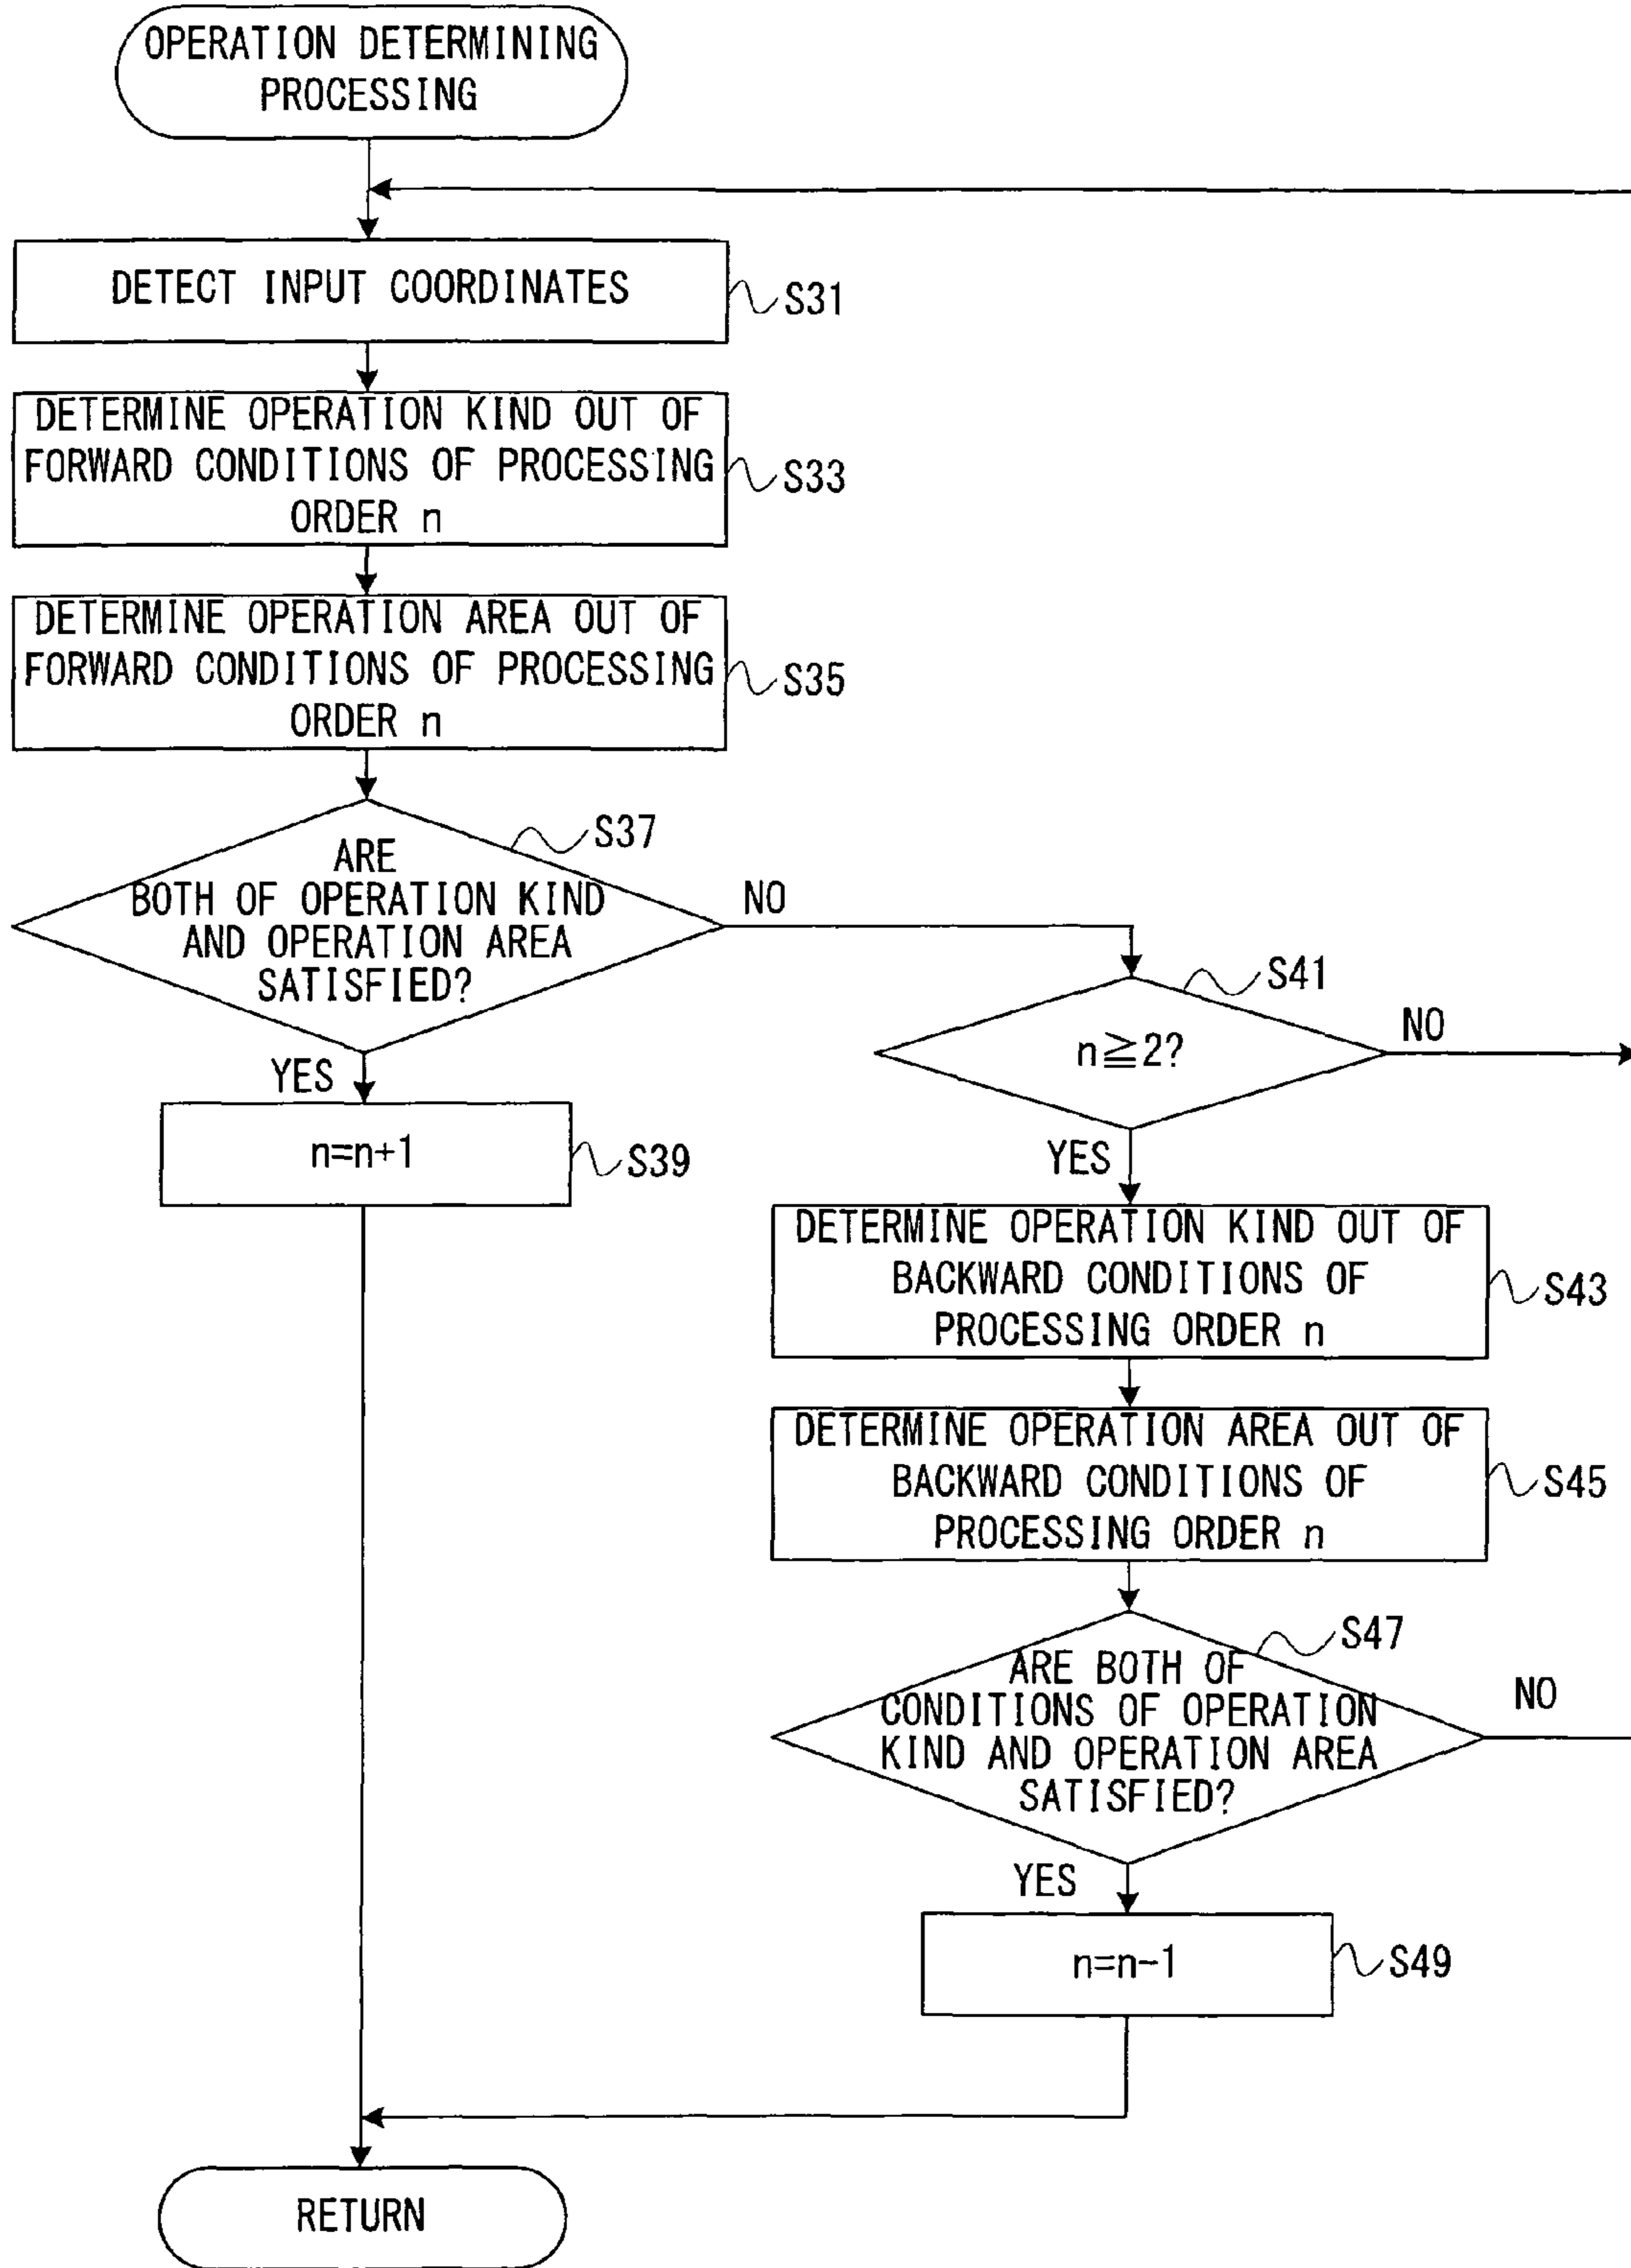 OPERATION DETERMINING
PROCESSING
DETECT INPUT COORDINATES
S31
DETERMINE OPERATION KIND OUT OF
FORWARD CONDITIONS OF PROCESSING
ORDER n
S33
DETERMINE OPERATION AREA OUT OF
FORWARD CONDITIONS OF PROCESSING
ORDER n
S35
S37
ARE
BOTH OF OPERATION KIND
AND OPERATION AREA
SATISFIED?
NO
YES
n=n+1
S39
S41
n≧2?
NO
YES
DETERMINE OPERATION KIND OUT OF
BACKWARD CONDITIONS OF
PROCESSING ORDER n
S43
DETERMINE OPERATION AREA OUT OF
BACKWARD CONDITIONS OF
PROCESSING ORDER n
S45
S47
ARE BOTH OF
CONDITIONS OF OPERATION
KIND AND OPERATION AREA
SATISFIED?
NO
YES
n=n-1
S49
RETURN